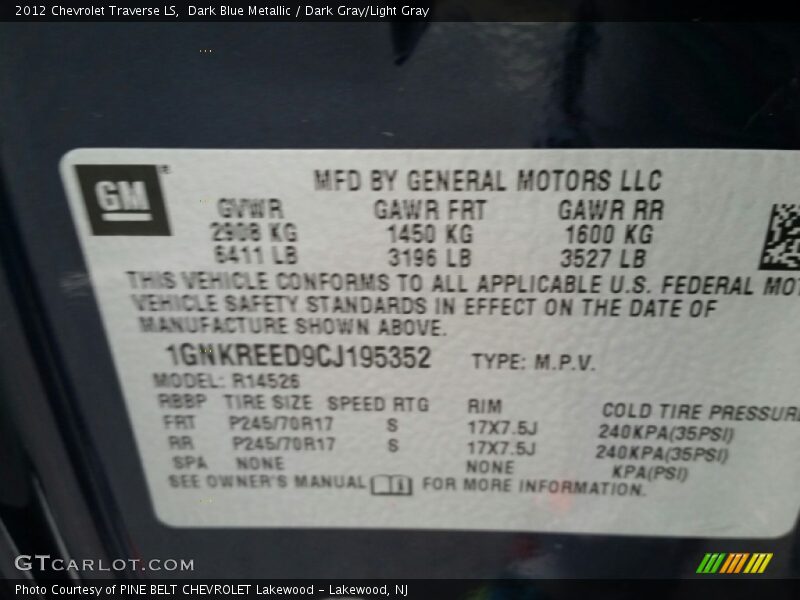 2012 Chevrolet Traverse LS,  Dark Blue Metallic / Dark Gray/Light Gray
GM
MFD BY GENERAL MOTORS LLC
GVWR GAWR FRT GAWR RR
2908 KG 1450 KG 1600 KG
6411 LB 3196 LB 3527 LB
THIS VEHICLE CONFORMS TO ALL APPLICABLE U.S. FEDERAL MOT
VEHICLE SAFETY STANDARDS IN EFFECT ON THE DATE OF
MANUFACTURE SHOWN ABOVE.
1GNKREED9CJ195352 TYPE: M.P.V.
MODEL: R14526
RBBP TIRE SIZE SPEED RTG RIM COLD TIRE PRESSURE
FRT P245/70R17 S 17X7.5J 240KPA(35PSI)
RR P245/70R17 S 17X7.5J 240KPA(35PSI)
SPA NONE NONE KPA(PSI)
SEE OWNER'S MANUAL FOR MORE INFORMATION.
GTcarlot.com
Photo Courtesy of PINE BELT CHEVROLET Lakewood - Lakewood, NJ